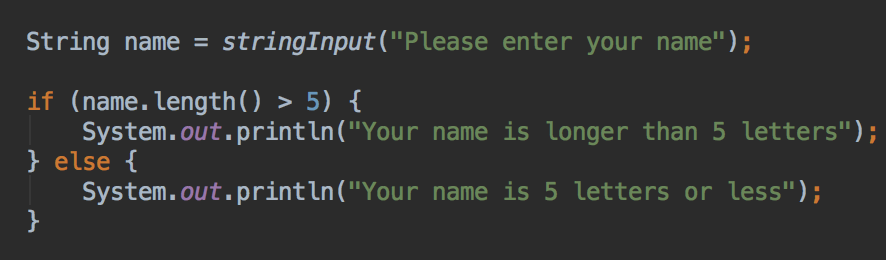 String name = stringInput("Please enter your name");
if (name.length() > 5) {
System.out.println("Your name is longer than 5 letters");
} else {
System.out.println("Your name is 5 letters or less");
}